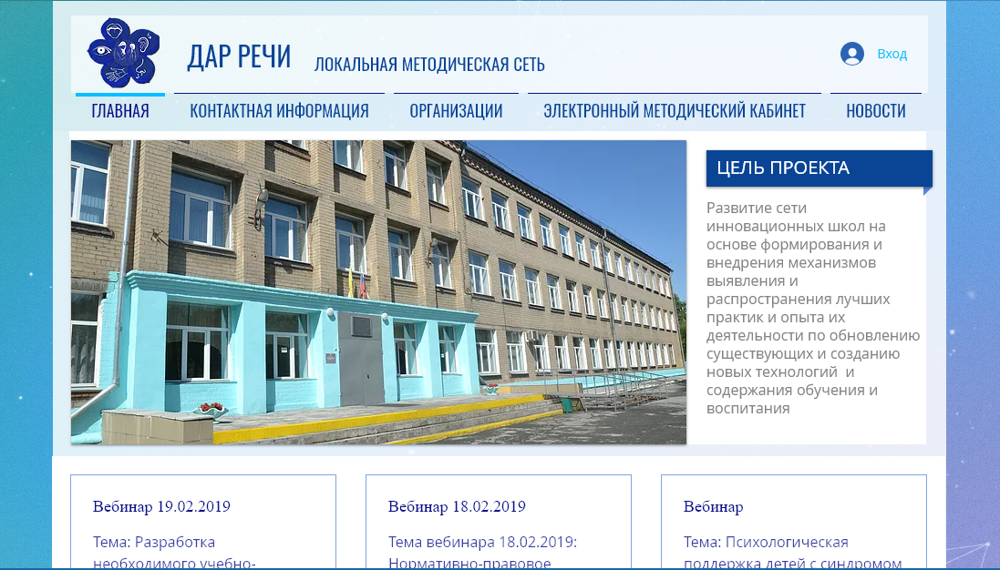 ДАР РЕЧИ
ЛОКАЛЬНАЯ МЕТОДИЧЕСКАЯ СЕТЬ
Вход
ГЛАВНАЯ
КОНТАКТНАЯ ИНФОРМАЦИЯ
ОРГАНИЗАЦИИ
ЭЛЕКТРОННЫЙ МЕТОДИЧЕСКИЙ КАБИНЕТ
НОВОСТИ
ЦЕЛЬ ПРОЕКТА
Развитие сети
инновационных школ на
основе формирования и
внедрения механизмов
выявления и
распространения лучших
практик и опыта их
деятельности по обновлению
существующих и созданию
новых технологий и
содержания обучения и
воспитания
Вебинар 19.02.2019
Тема: Разработка
необходимого учебно-
Вебинар 18.02.2019
Тема вебинара 18.02.2019:
Нормативно-правовое
Вебинар
Тема: Психологическая
поддержка детей с синдромом